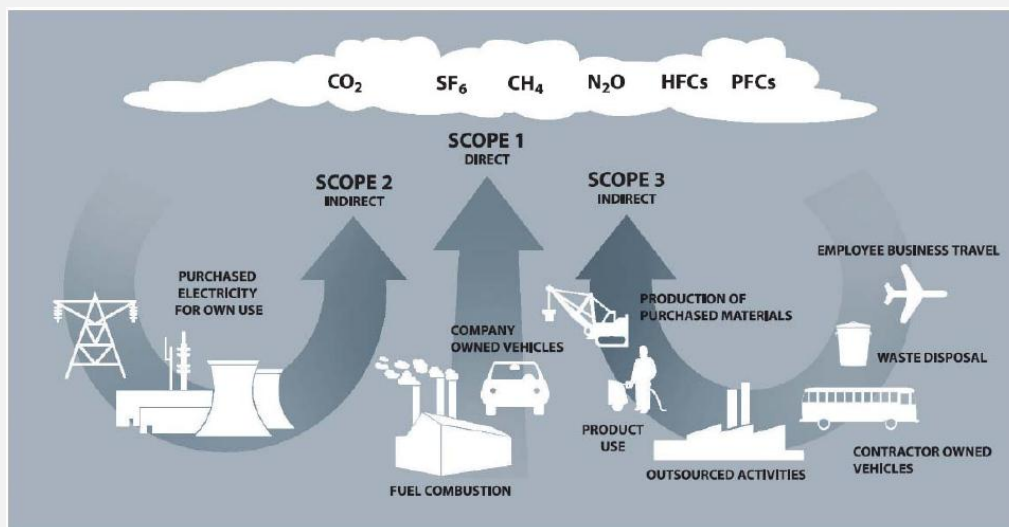 CO₂ SF₆ CH₄ N₂O HFCs PFCs
SCOPE 1
DIRECT
SCOPE 2
INDIRECT
SCOPE 3
INDIRECT
PURCHASED
ELECTRICITY
FOR OWN USE
COMPANY
OWNED VEHICLES
FUEL COMBUSTION
PRODUCTION OF
PURCHASED MATERIALS
PRODUCT
USE
OUTSOURCED ACTIVITIES
EMPLOYEE BUSINESS TRAVEL
WASTE DISPOSAL
CONTRACTOR OWNED
VEHICLES